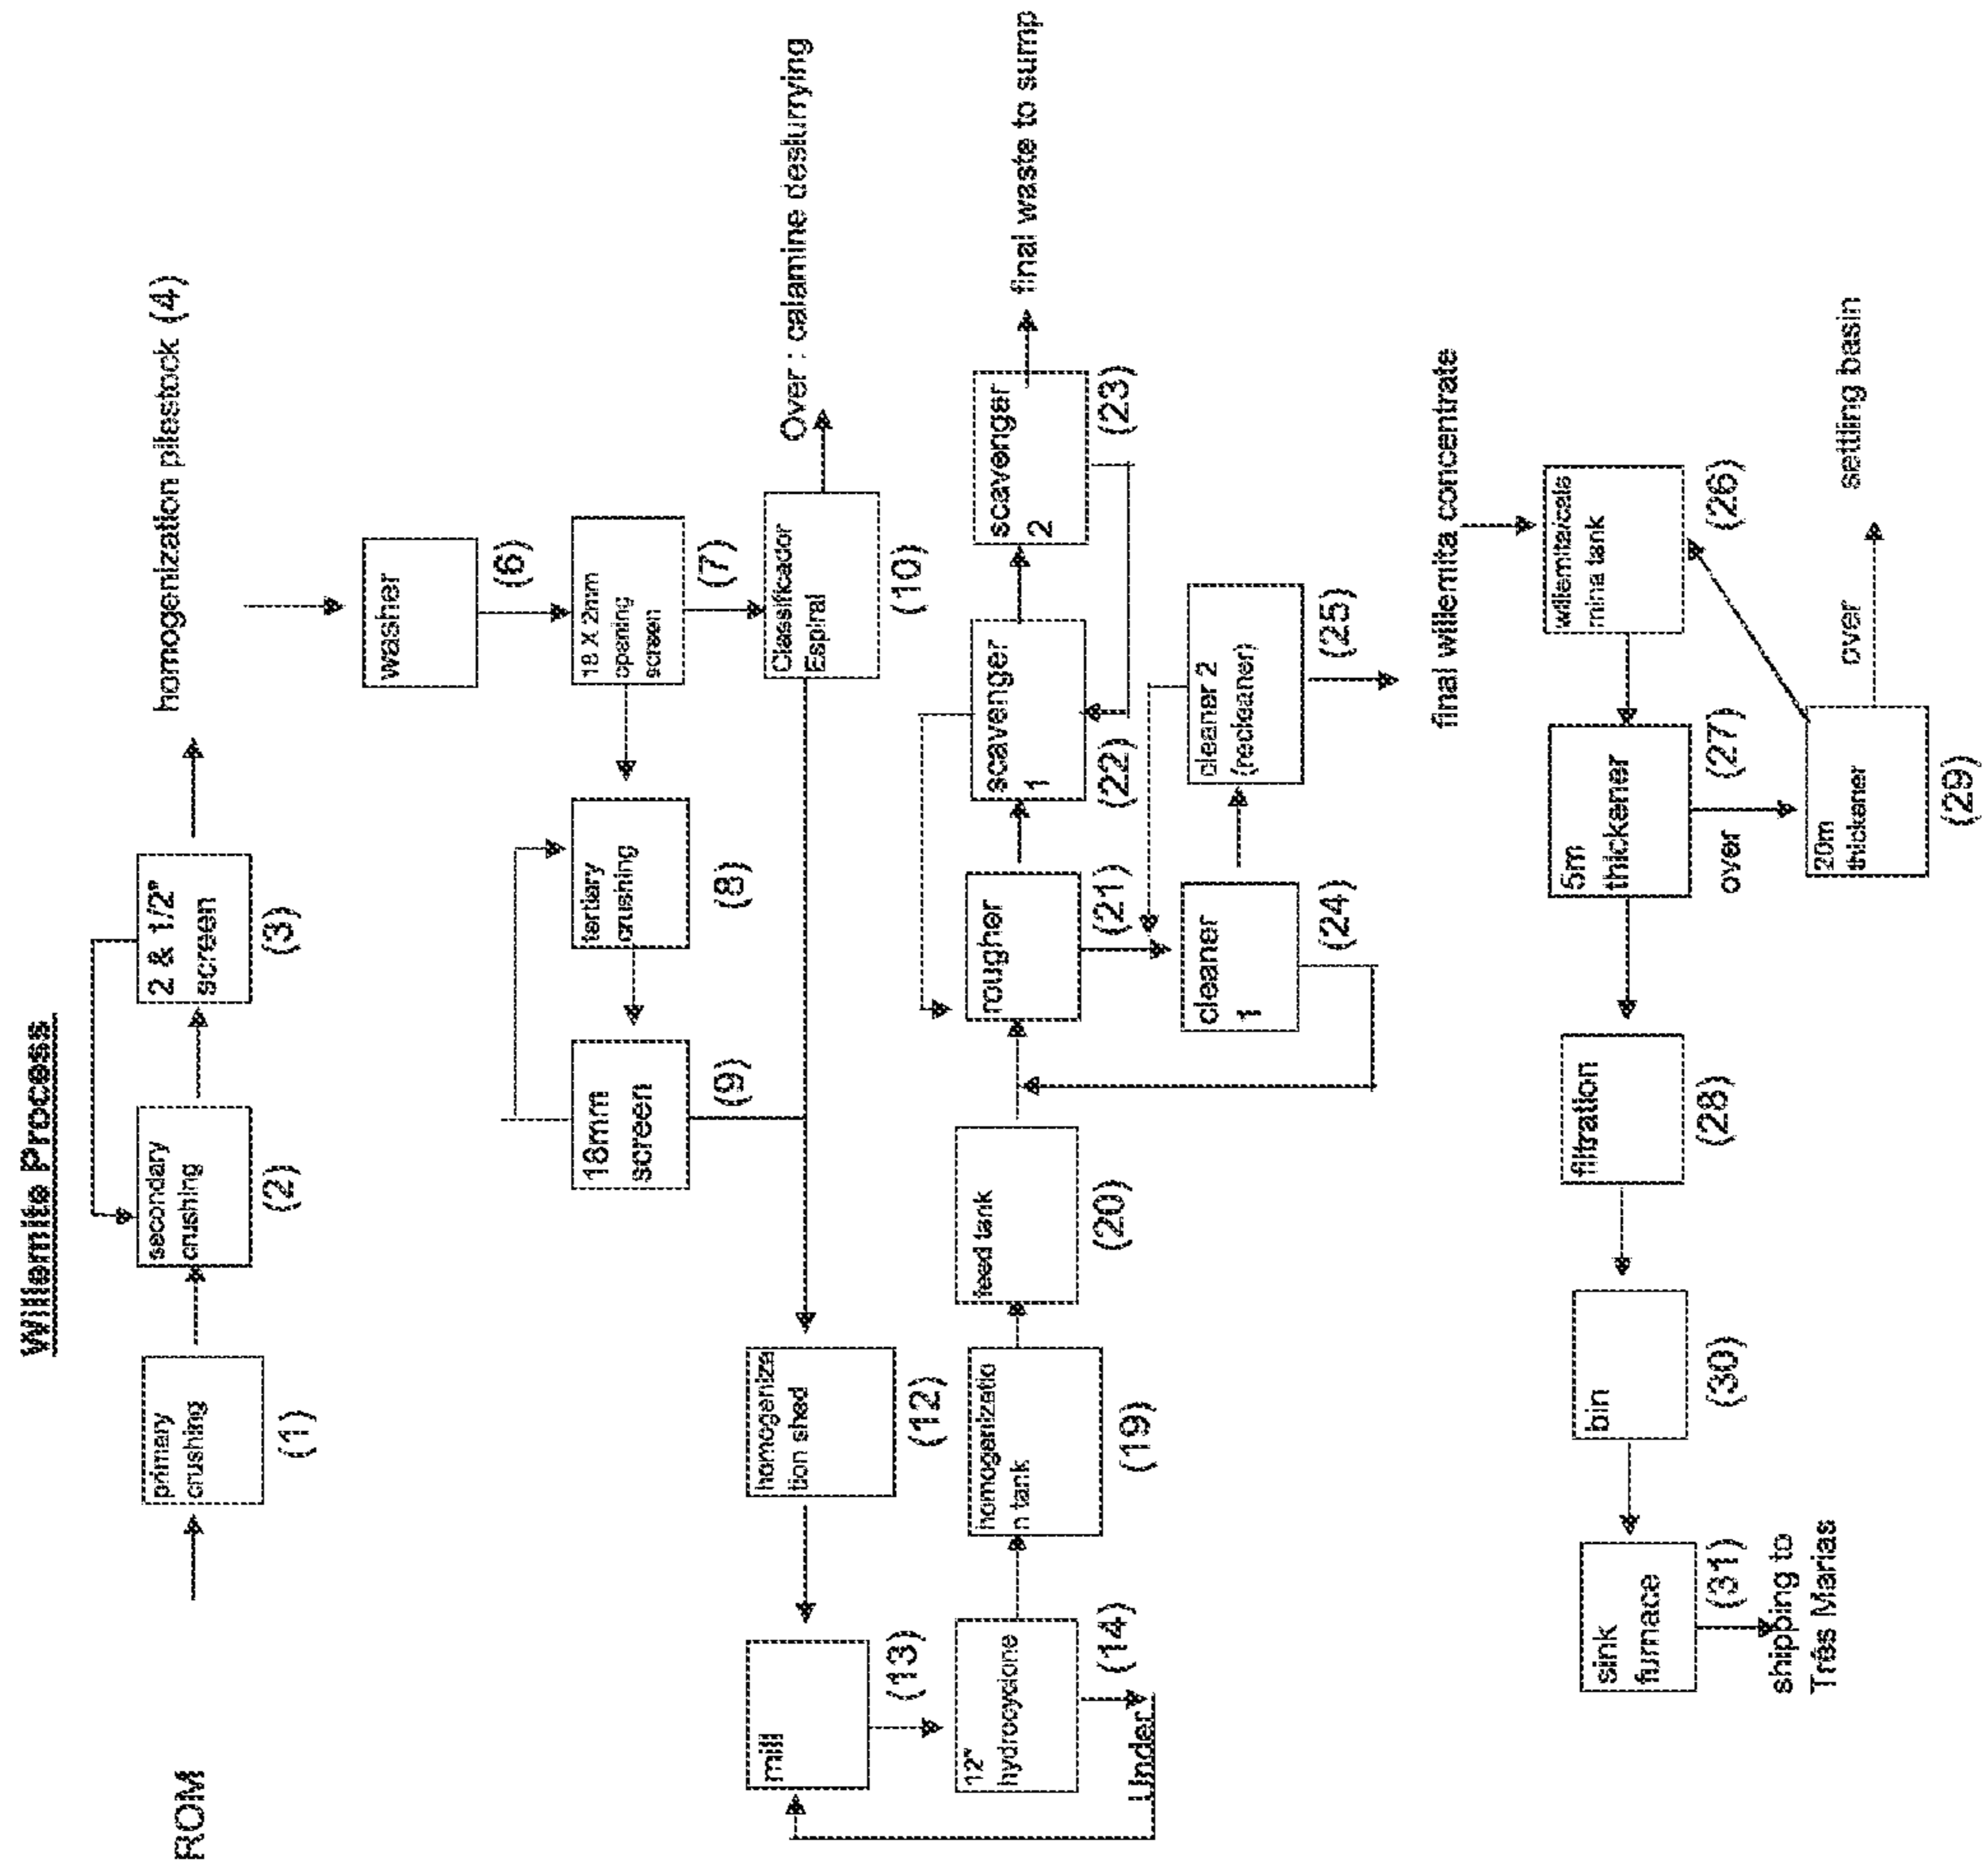 Willemite Process
ROM
primary
crushing
(1)
secondary
crushing
(2)
2 & 1/2"
screen
(3)
homogenization pilestock (4)
washer
(6)
18 X 2mm
opening
screen
(7)
tertiary
crushing
(8)
18mm
screen
(9)
Classificador
Espiral
(10)
Over : calamine deslurrying
homogeniza
tion shed
(12)
mill
(13)
12"
hydrocyclone
(14)
Under
homogenizatio
n tank
(19)
feed tank
(20)
rougher
(21)
scavenger
1
(22)
scavenger
2
(23)
final waste to sump
cleaner
1
(24)
cleaner 2
(recleaner)
(25)
final willemita concentrate
willemita/cala
mina tank
(26)
5m
thickener
(27)
over
20m
thickener
(29)
over
settling basin
filtration
(28)
bin
(30)
sink
furnace
(31)
shipping to
Três Marias